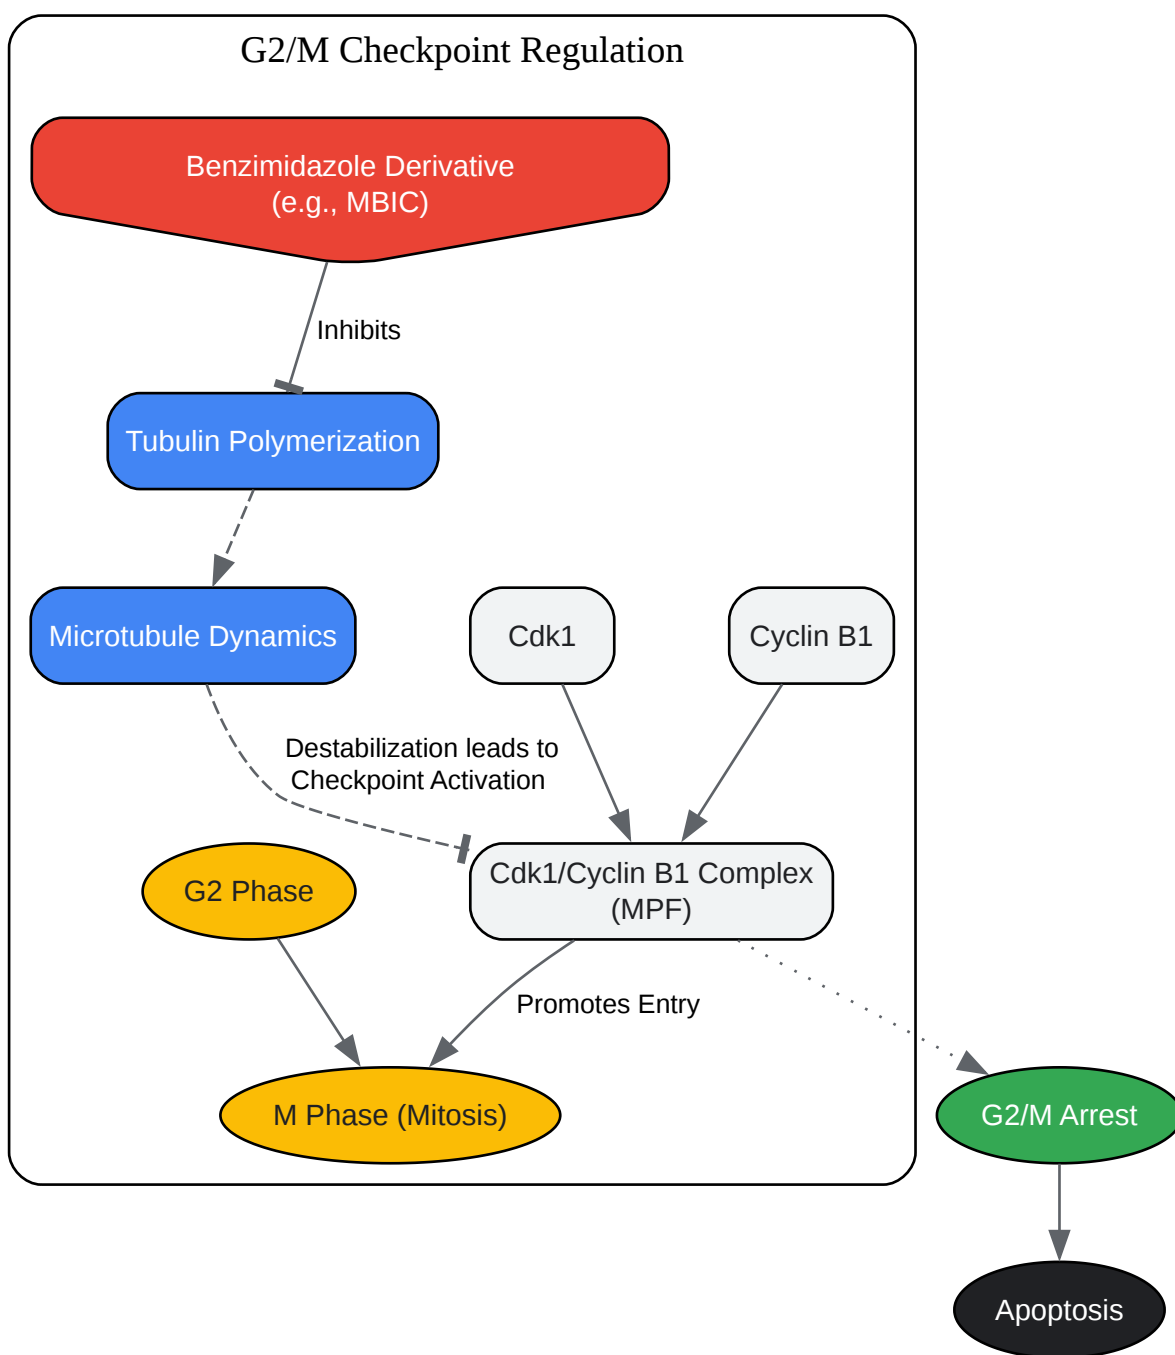 G2/M Checkpoint Regulation
Benzimidazole Derivative
(e.g., MBIC)
Inhibits
Tubulin Polymerization
Microtubule Dynamics
Cdk1
Cyclin B1
Destabilization leads to
Checkpoint Activation
G2 Phase
Cdk1/Cyclin B1 Complex
(MPF)
Promotes Entry
M Phase (Mitosis)
G2/M Arrest
Apoptosis